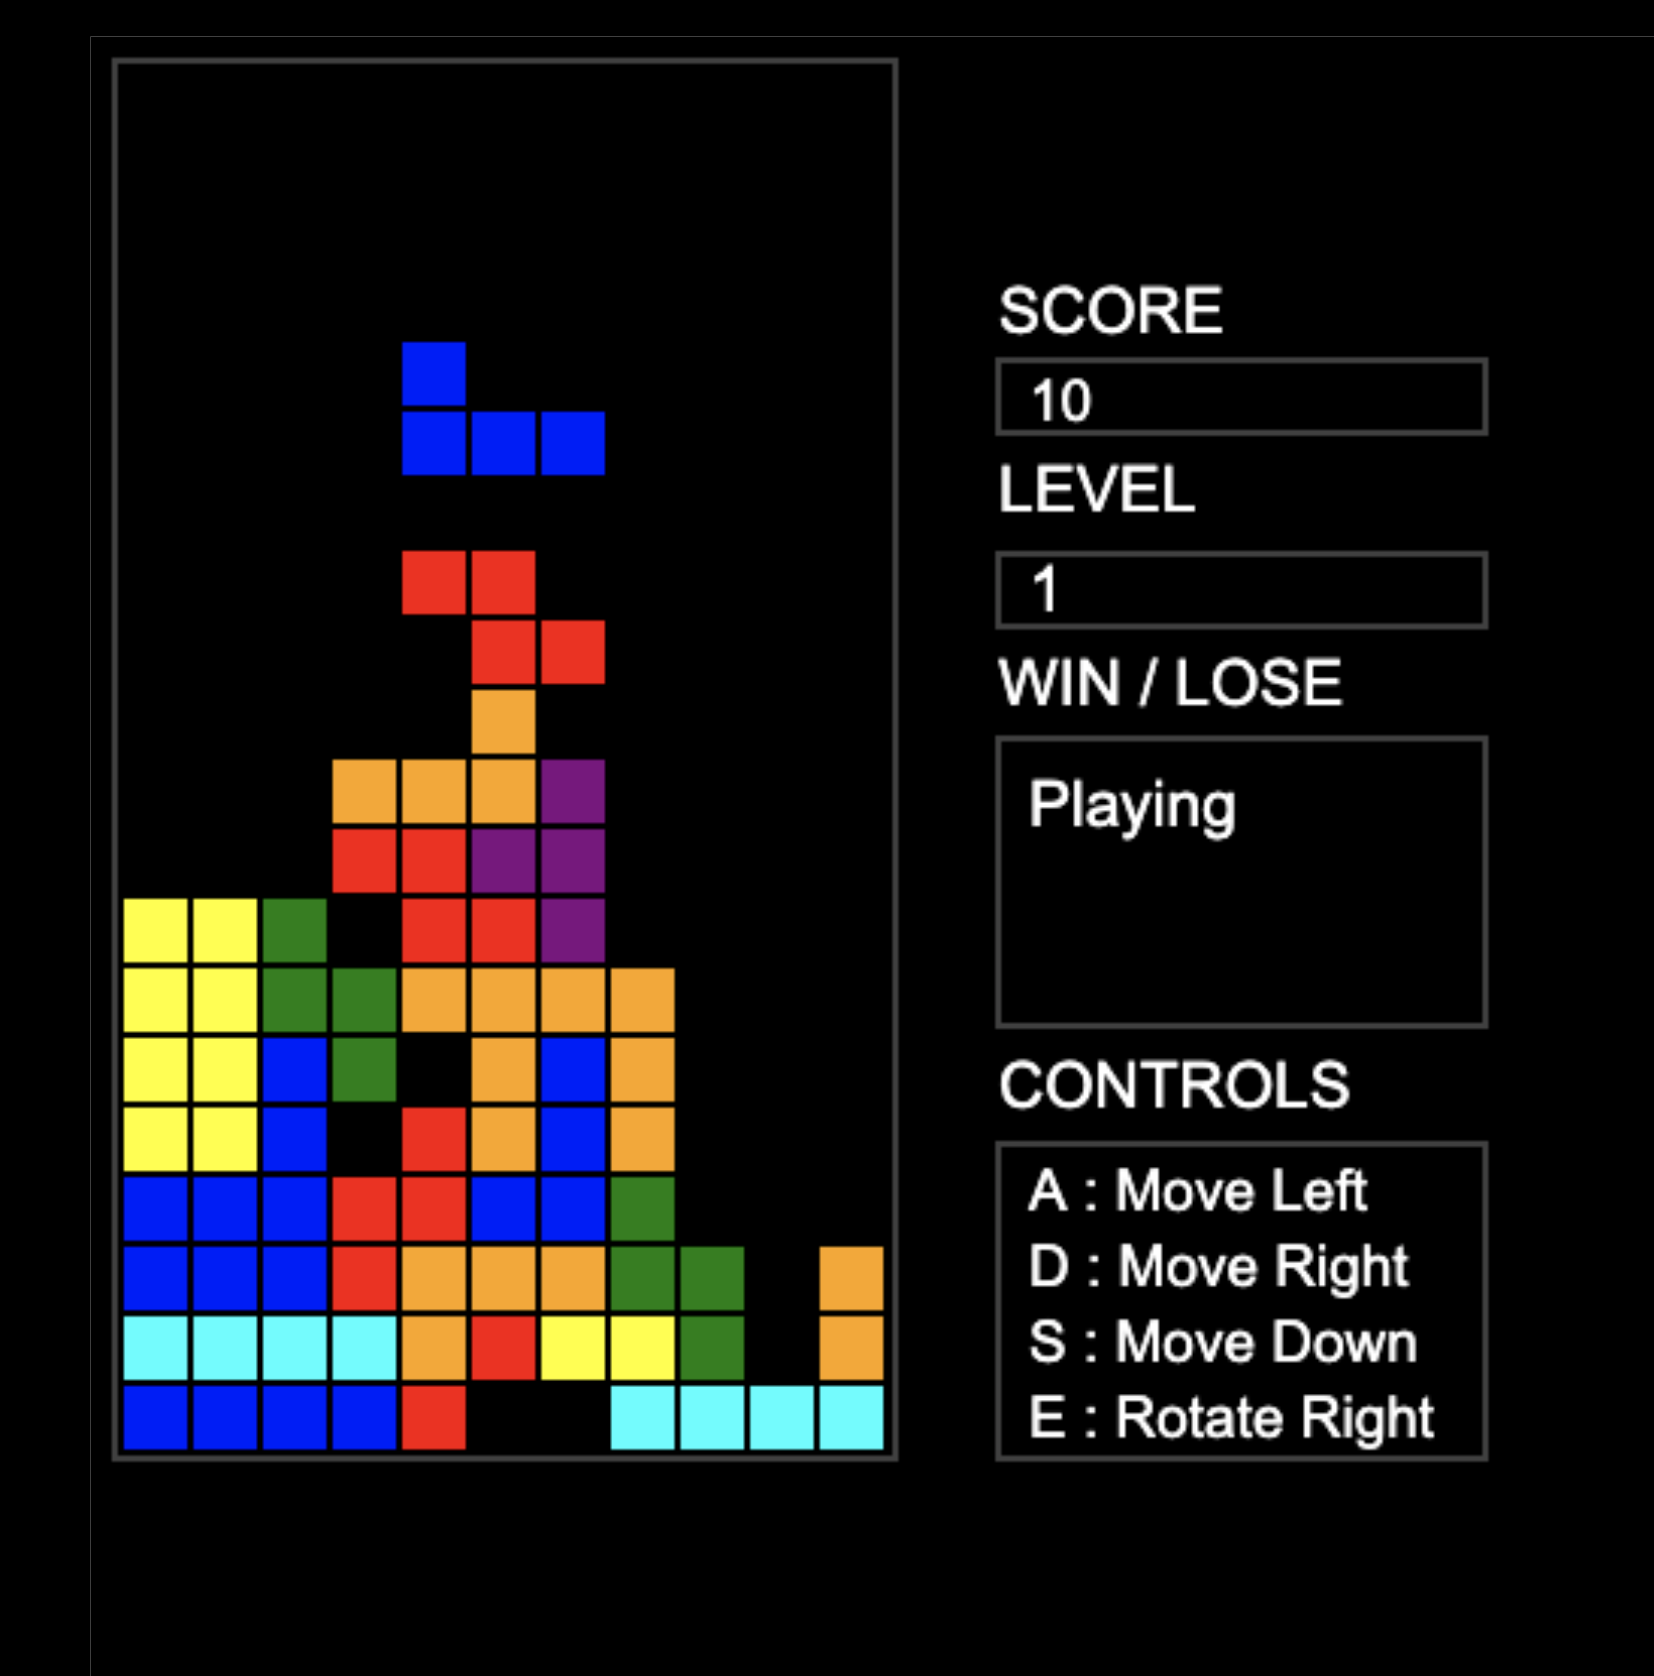 SCORE
10
LEVEL
1
WIN / LOSE
Playing
CONTROLS
A : Move Left
D : Move Right
S : Move Down
E : Rotate Right